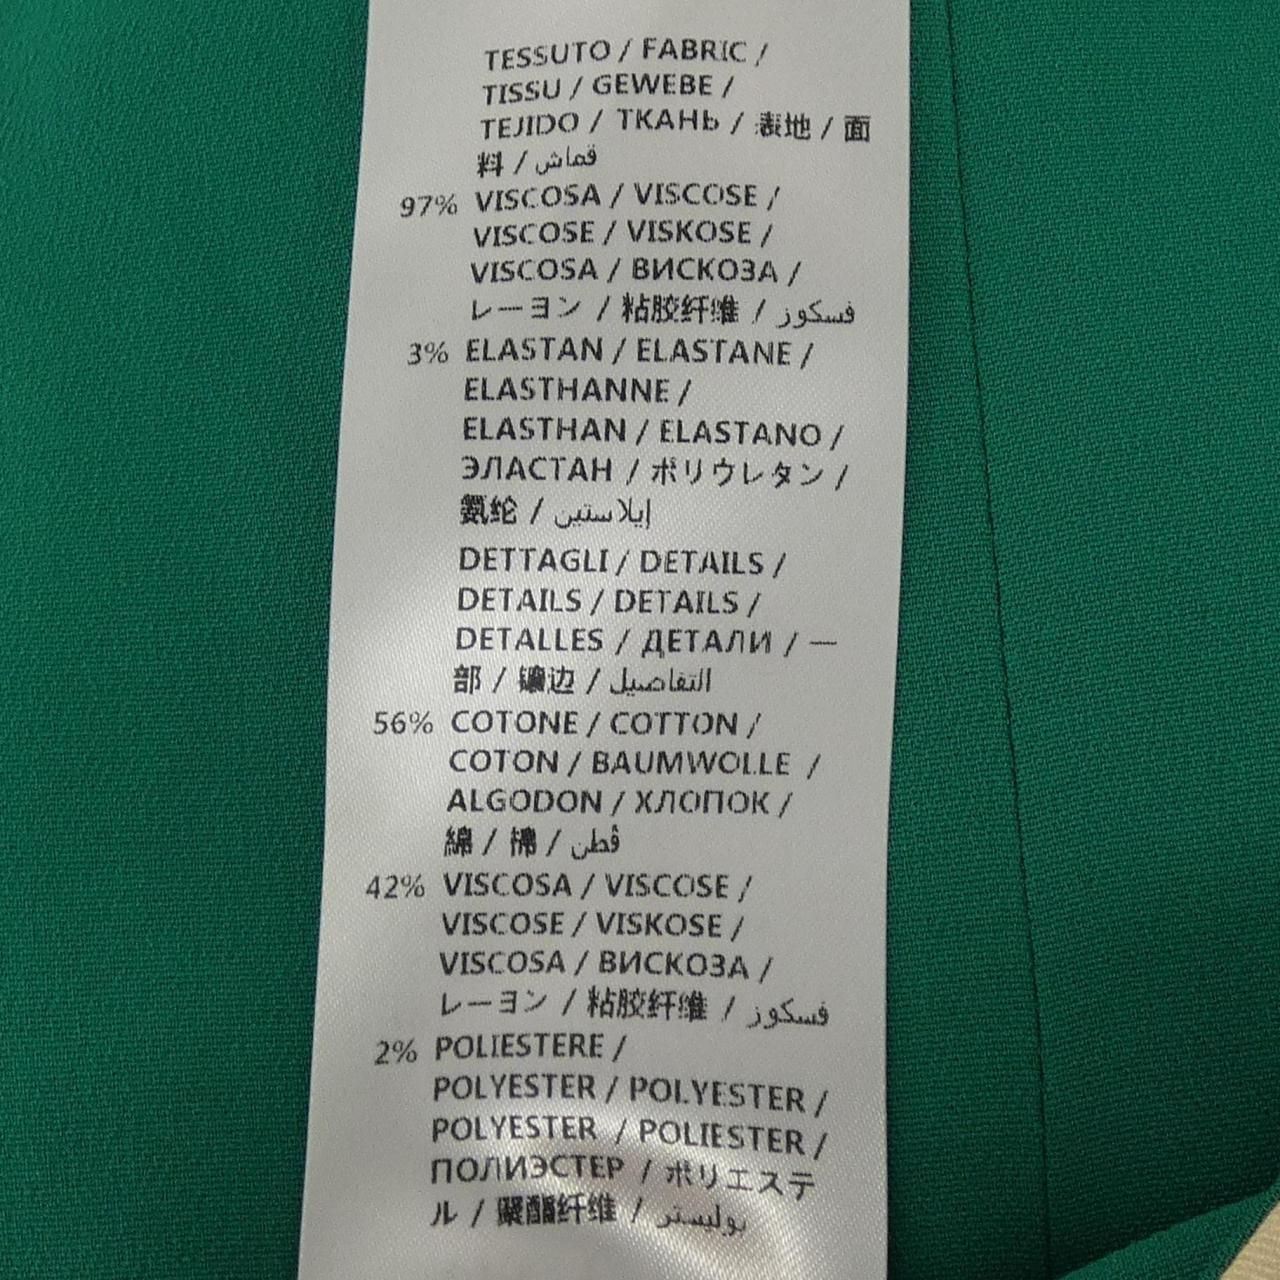 TESSUTO / FABRIC /
TISSU / GEWEBE /
TEJIDO / ТКАНЬ / 表地 / 面
料 / قماش
97% VISCOSA / VISCOSE /
VISCOSE / VISKOSE /
VISCOSA / ВИСКОЗА /
レーヨン / 粘胶纤维 / فسكوز
3% ELASTAN / ELASTANE /
ELASTHANNE /
ELASTHAN / ELASTANO /
ЭЛАСТАН / ポリウレタン /
氨纶 / إيلاستين
DETTAGLI / DETAILS /
DETAILS / DETAILS /
DETALLES / ДЕТАЛИ / 一
部 / 镶边 / التفاصيل
56% COTONE / COTTON /
COTON / BAUMWOLLE /
ALGODON / ХЛОПОК /
綿 / 棉 / قُطن
42% VISCOSA / VISCOSE /
VISCOSE / VISKOSE /
VISCOSA / ВИСКОЗА /
レーヨン / 粘胶纤维 / فسكوز
2% POLIESTERE /
POLYESTER / POLYESTER /
POLYESTER / POLIESTER /
ПОЛИЭСТЕР / ポリエステ
ル / 聚酯纤维 / بوليستر